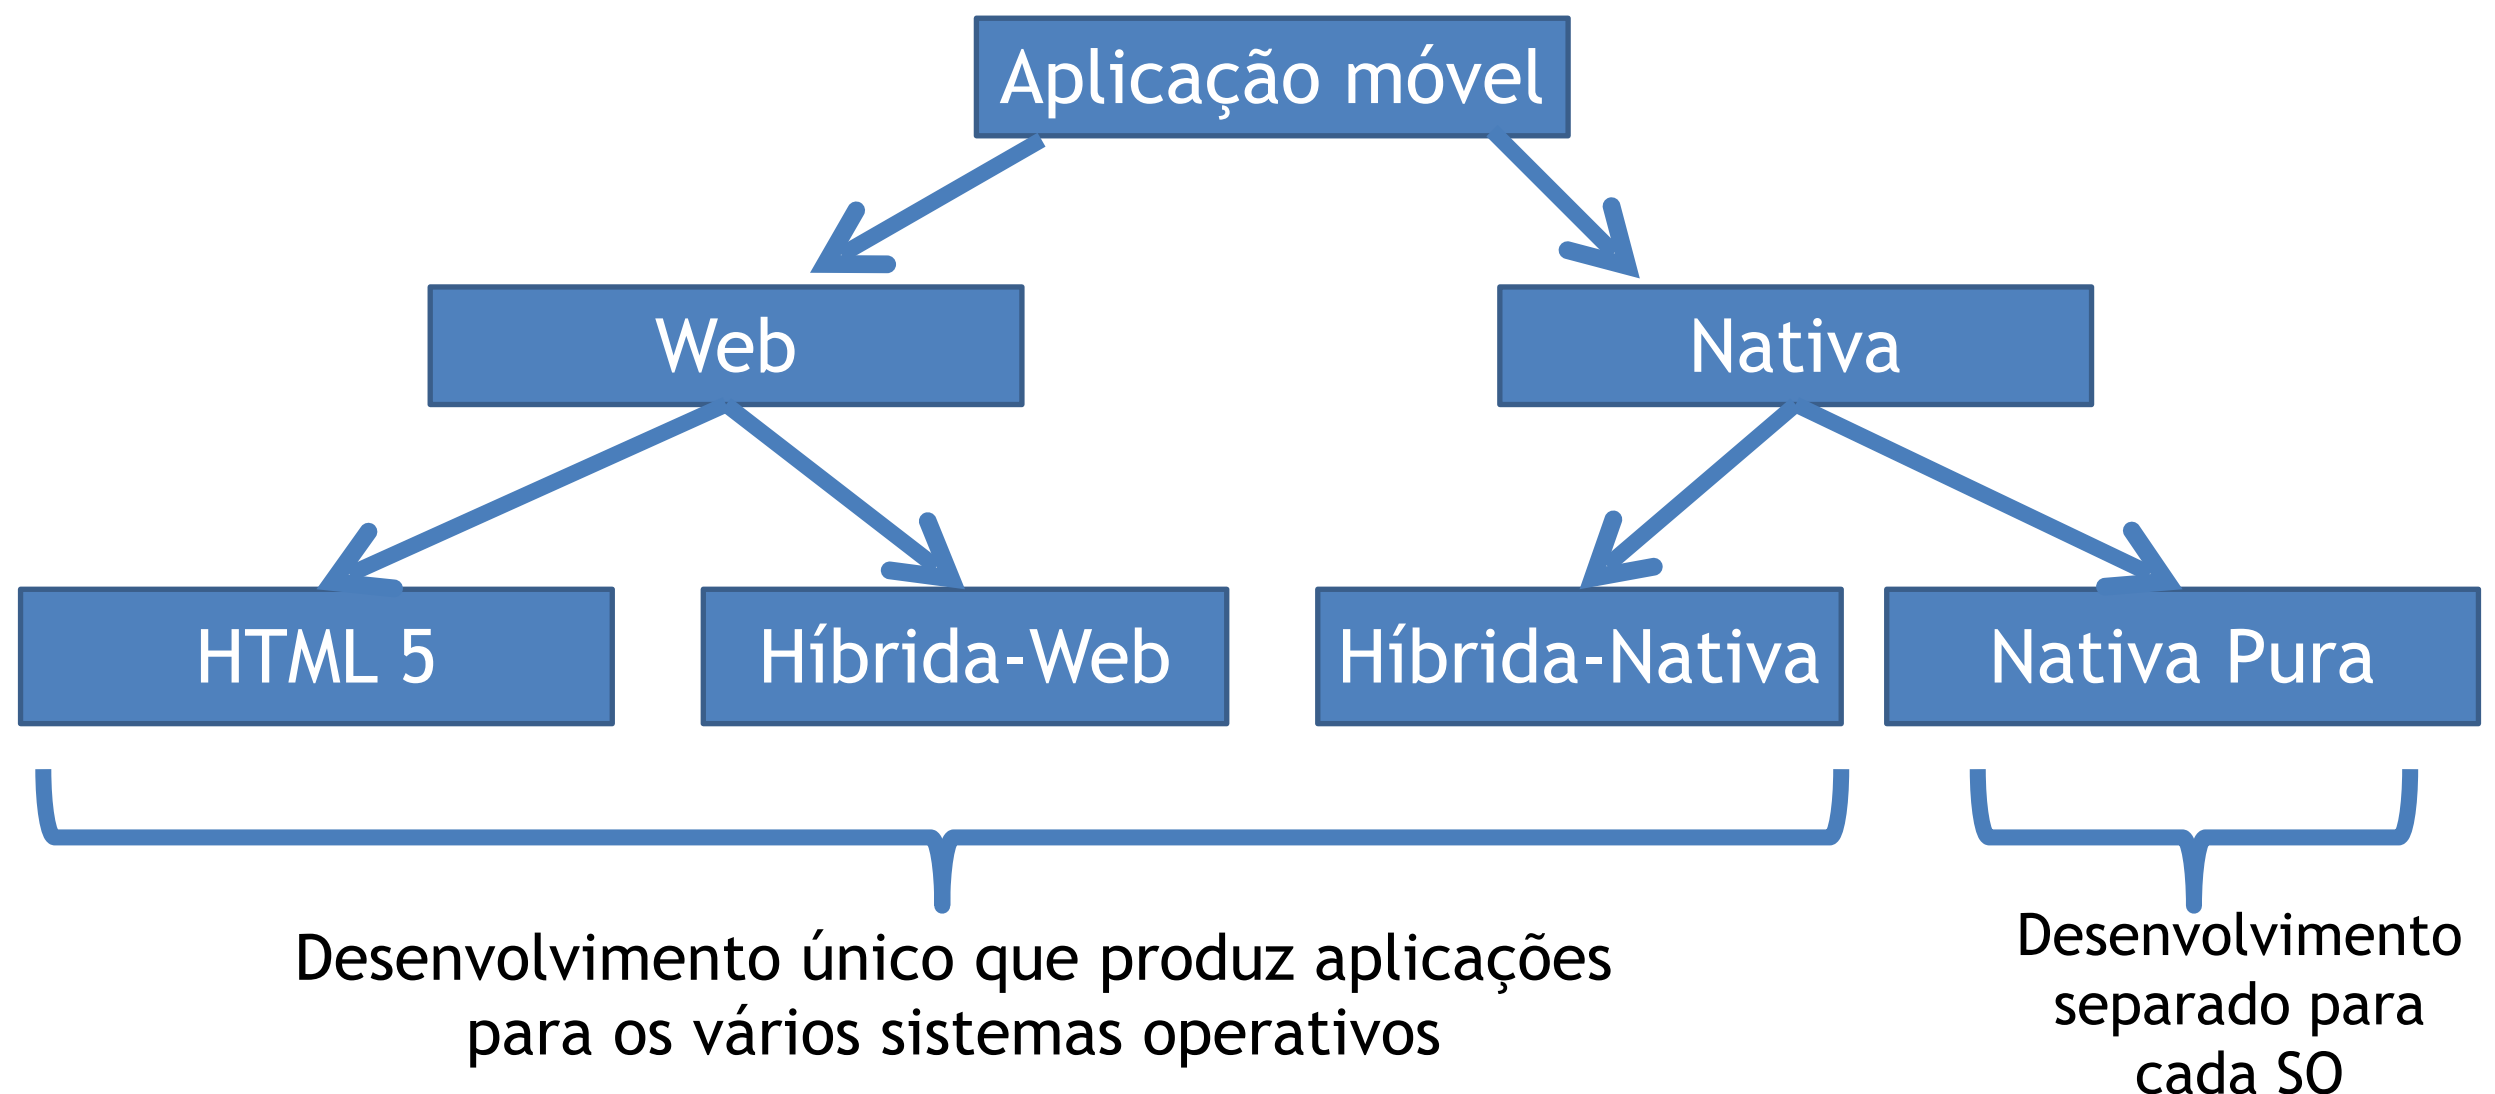 Aplicação móvel
Web
Nativa
HTML 5
Híbrida-Web
Híbrida-Nativa
Nativa Pura
Desenvolvimento único que produz aplicações
para os vários sistemas operativos
Desenvolvimento
separado para
cada SO